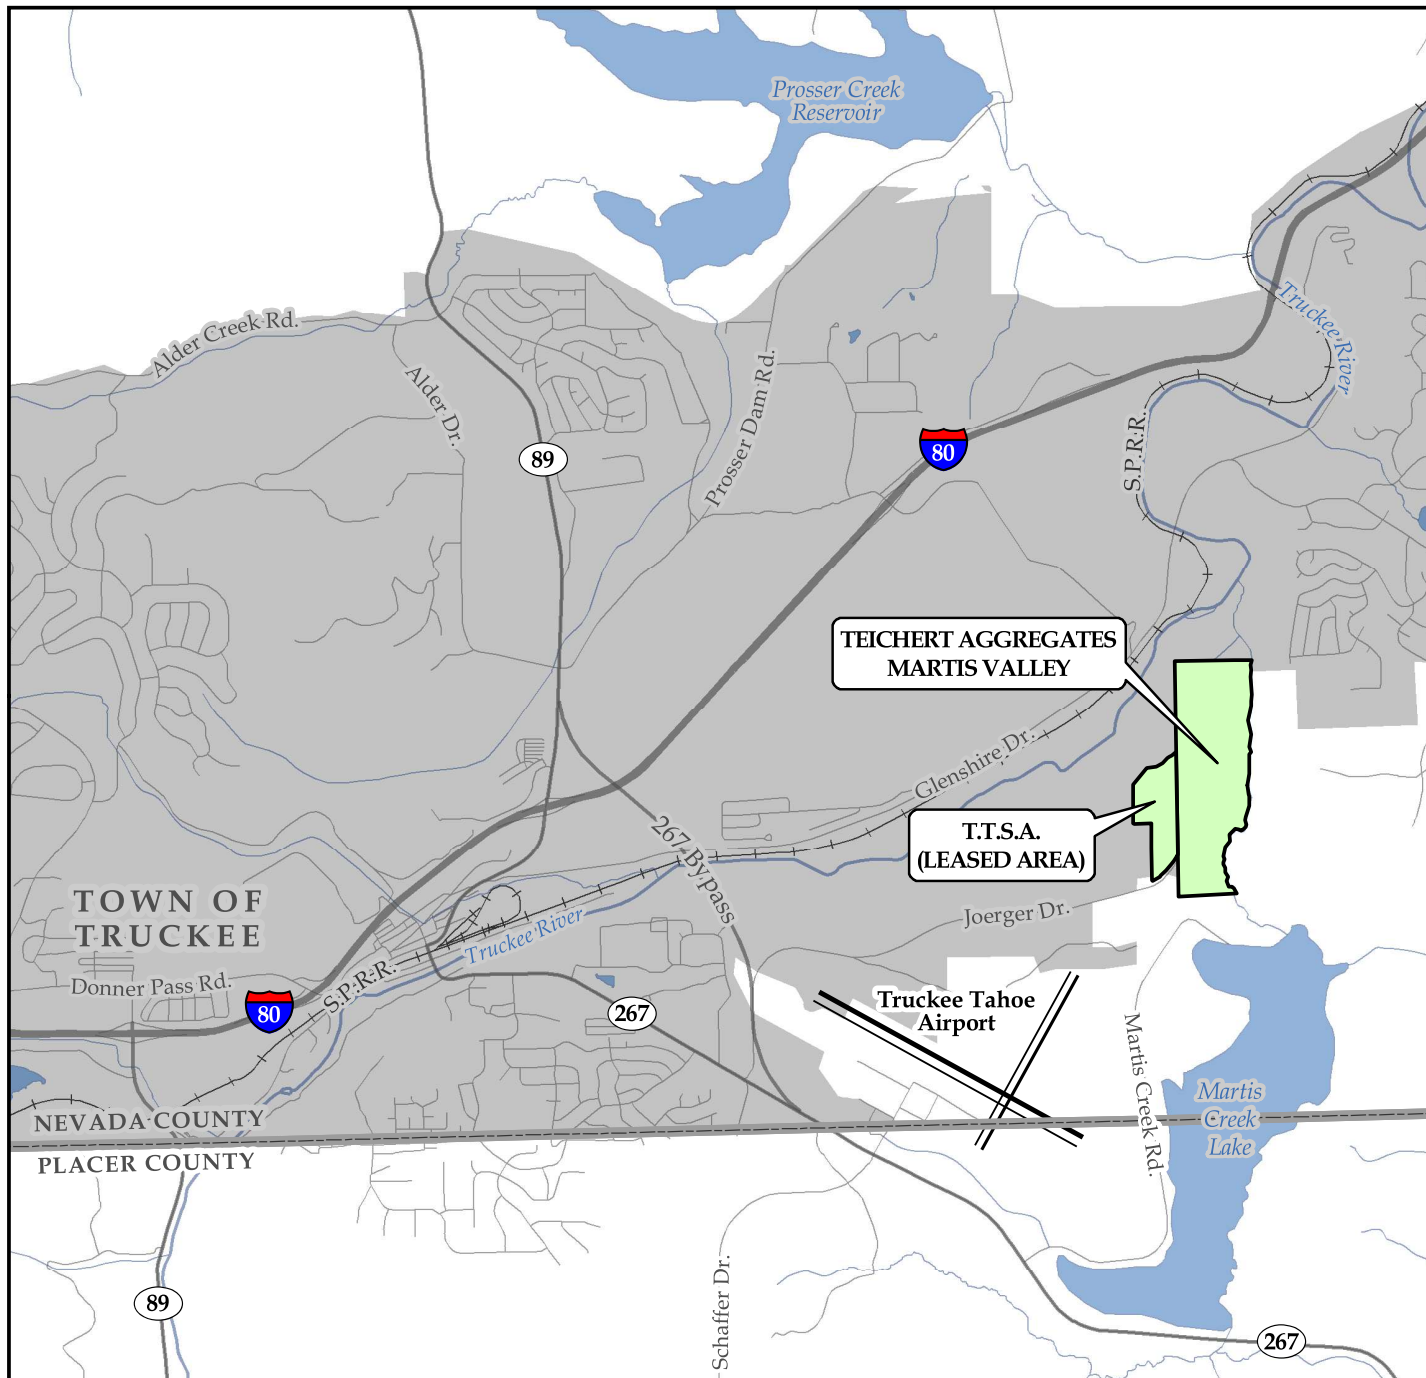 Prosser Creek
Reservoir
Alder Creek Rd.
Truckee River
Alder Dr.
Prosser Dam Rd.
89
80
S.P.R.R.
TEICHERT AGGREGATES
MARTIS VALLEY
Glenshire Dr.
T.T.S.A.
(LEASED AREA)
267 Bypass
TOWN OF
TRUCKEE
Truckee River
Joerger Dr.
Donner Pass Rd.
S.P.R.R.
80
267
Truckee Tahoe
Airport
Martis Creek Rd.
Martis
Creek
Lake
NEVADA COUNTY
PLACER COUNTY
89
Schaffer Dr.
267